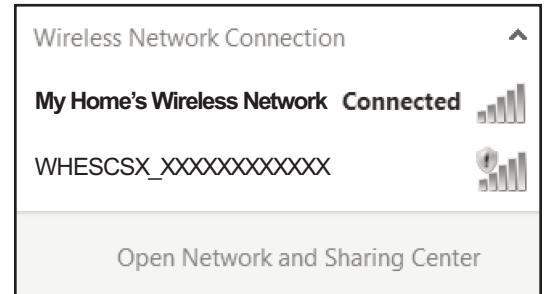 Wireless Network Connection
My Home’s Wireless Network Connected
WHESCSX_XXXXXXXXXXXX
Open Network and Sharing Center